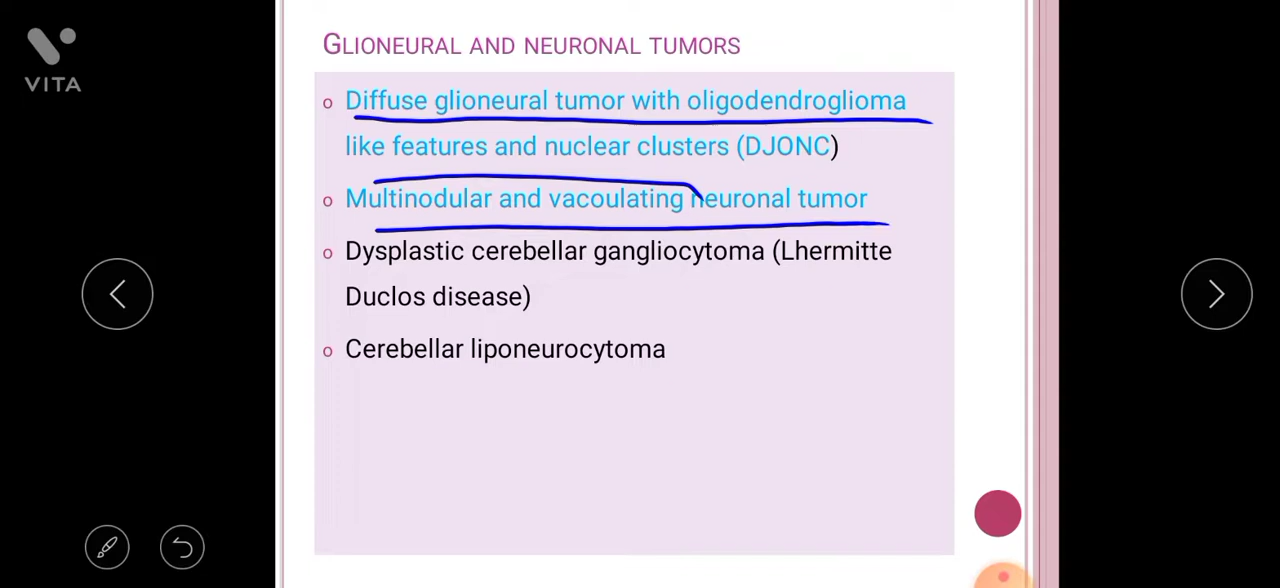 VITA
GLIONEURAL AND NEURONAL TUMORS
o Diffuse glioneural tumor with oligodendroglioma
like features and nuclear clusters (DJONC)
o Multinodular and vacoulating neuronal tumor
o Dysplastic cerebellar gangliocytoma (Lhermitte
Duclos disease)
o Cerebellar liponeurocytoma